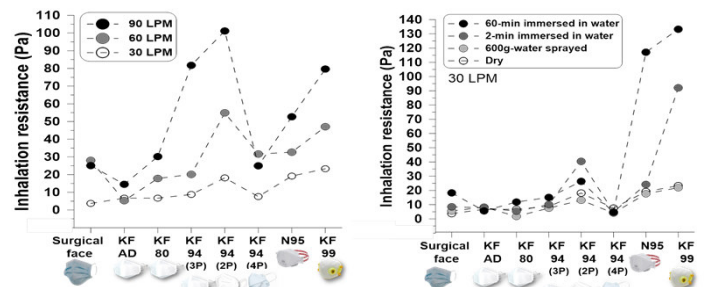 110
100
90
80
70
60
50
40
30
20
10
0
Inhalation resistance (Pa)
90 LPM
60 LPM
30 LPM
Surgical face
KF AD
KF 80
KF 94 (3P)
KF 94 (2P)
KF 94 (4P)
N95
KF 99
140
130
120
110
100
90
80
70
60
50
40
30
20
10
0
Inhalation resistance (Pa)
60-min immersed in water
2-min immersed in water
600g-water sprayed
Dry
30 LPM
Surgical face
KF AD
KF 80
KF 94 (3P)
KF 94 (2P)
KF 94 (4P)
N95
KF 99